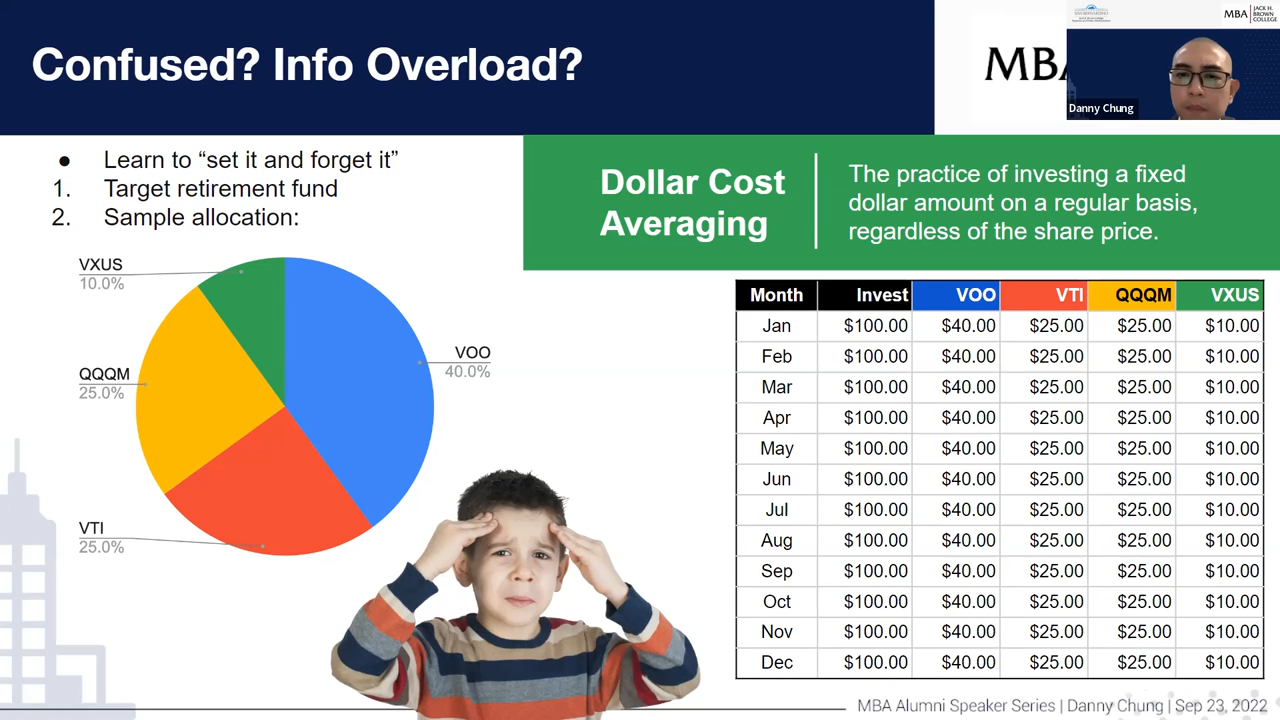 Confused? Info Overload?
MBA
MBA | JACK H.
BROWN
COLLEGE
Danny Chung
● Learn to “set it and forget it”
1. Target retirement fund
2. Sample allocation:
Dollar Cost
Averaging
The practice of investing a fixed
dollar amount on a regular basis,
regardless of the share price.
VXUS
10.0%
QQQM
25.0%
VTI
25.0%
VOO
40.0%
Month Invest VOO VTI QQQM VXUS
Jan $100.00 $40.00 $25.00 $25.00 $10.00
Feb $100.00 $40.00 $25.00 $25.00 $10.00
Mar $100.00 $40.00 $25.00 $25.00 $10.00
Apr $100.00 $40.00 $25.00 $25.00 $10.00
May $100.00 $40.00 $25.00 $25.00 $10.00
Jun $100.00 $40.00 $25.00 $25.00 $10.00
Jul $100.00 $40.00 $25.00 $25.00 $10.00
Aug $100.00 $40.00 $25.00 $25.00 $10.00
Sep $100.00 $40.00 $25.00 $25.00 $10.00
Oct $100.00 $40.00 $25.00 $25.00 $10.00
Nov $100.00 $40.00 $25.00 $25.00 $10.00
Dec $100.00 $40.00 $25.00 $25.00 $10.00
MBA Alumni Speaker Series | Danny Chung | Sep 23, 2022